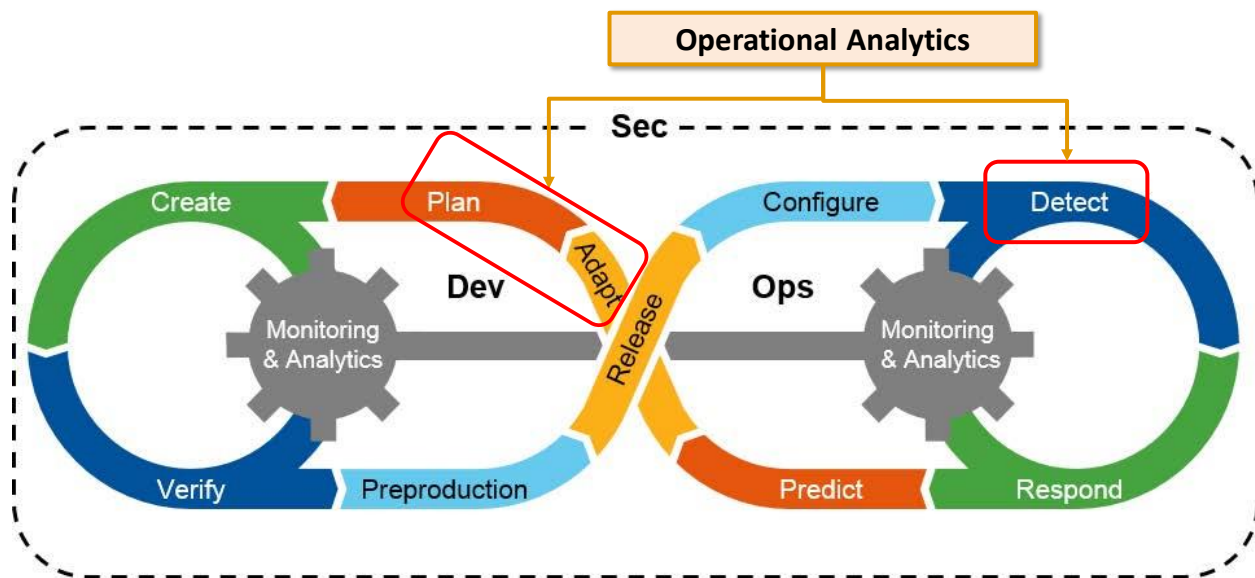 Operational Analytics
Sec
Create
Plan
Configure
Detect
Adapt
Dev
Ops
Release
Monitoring
& Analytics
Monitoring
& Analytics
Verify
Preproduction
Predict
Respond